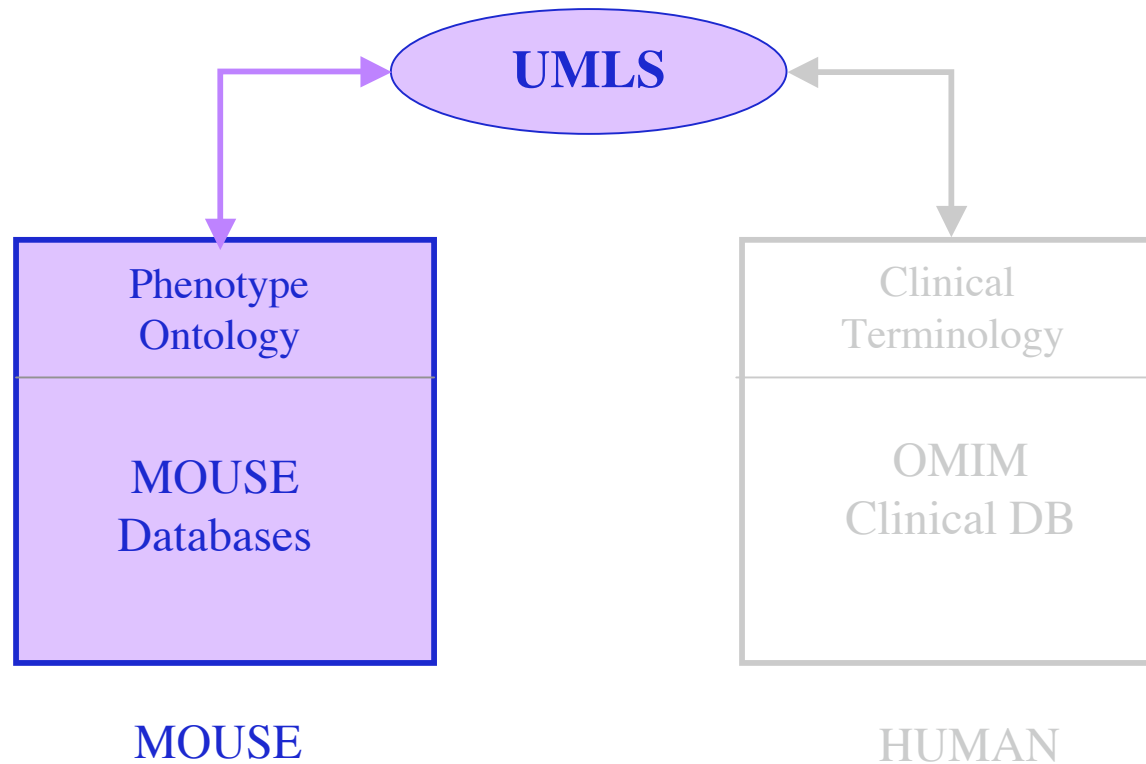 UMLS
Phenotype
Ontology
MOUSE
Databases
MOUSE
Clinical
Terminology
OMIM
Clinical DB
HUMAN